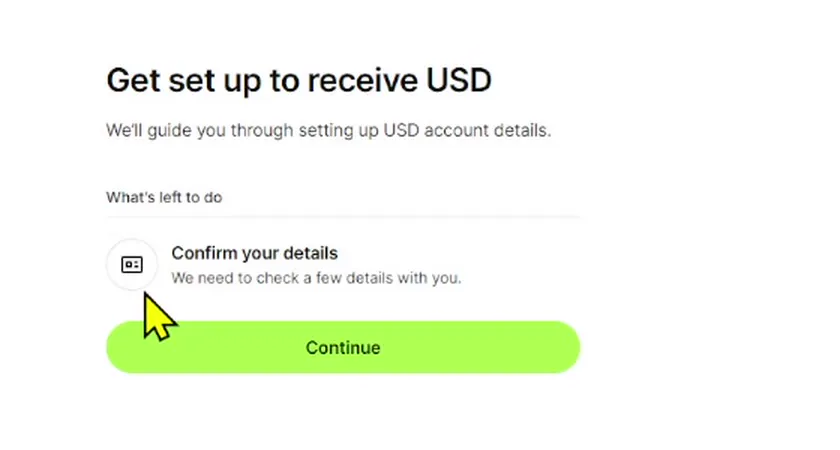 Get set up to receive USD
We'll guide you through setting up USD account details.
What's left to do
Confirm your details
We need to check a few details with you.
Continue